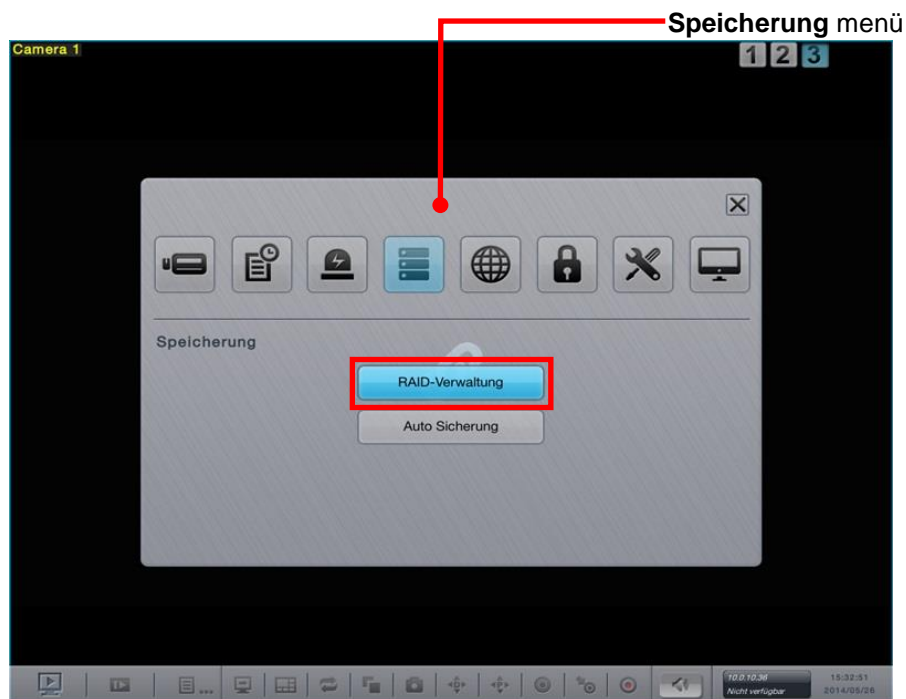 Speicherung menü
Camera 1
1 2 3
Speicherung
RAID-Verwaltung
Auto Sicherung
10.0.10.36
Nicht verfügbar
15:32:51
2014/05/26